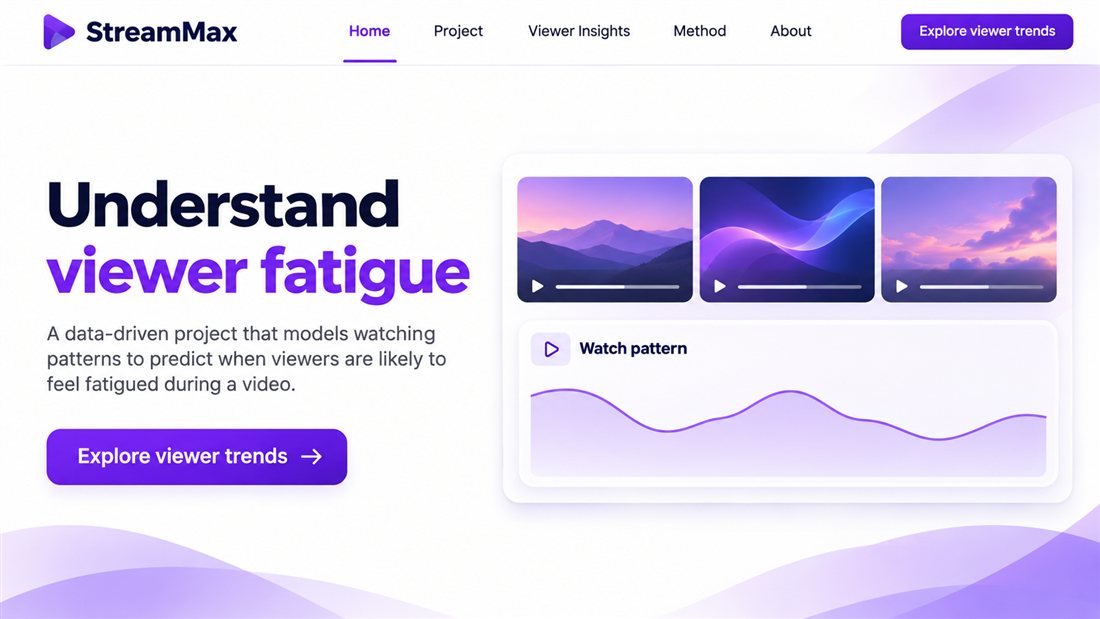 StreamMax
Home
Project
Viewer Insights
Method
About
Explore viewer trends
Understand
viewer fatigue
A data-driven project that models watching
patterns to predict when viewers are likely to
feel fatigued during a video.
Explore viewer trends
Watch pattern